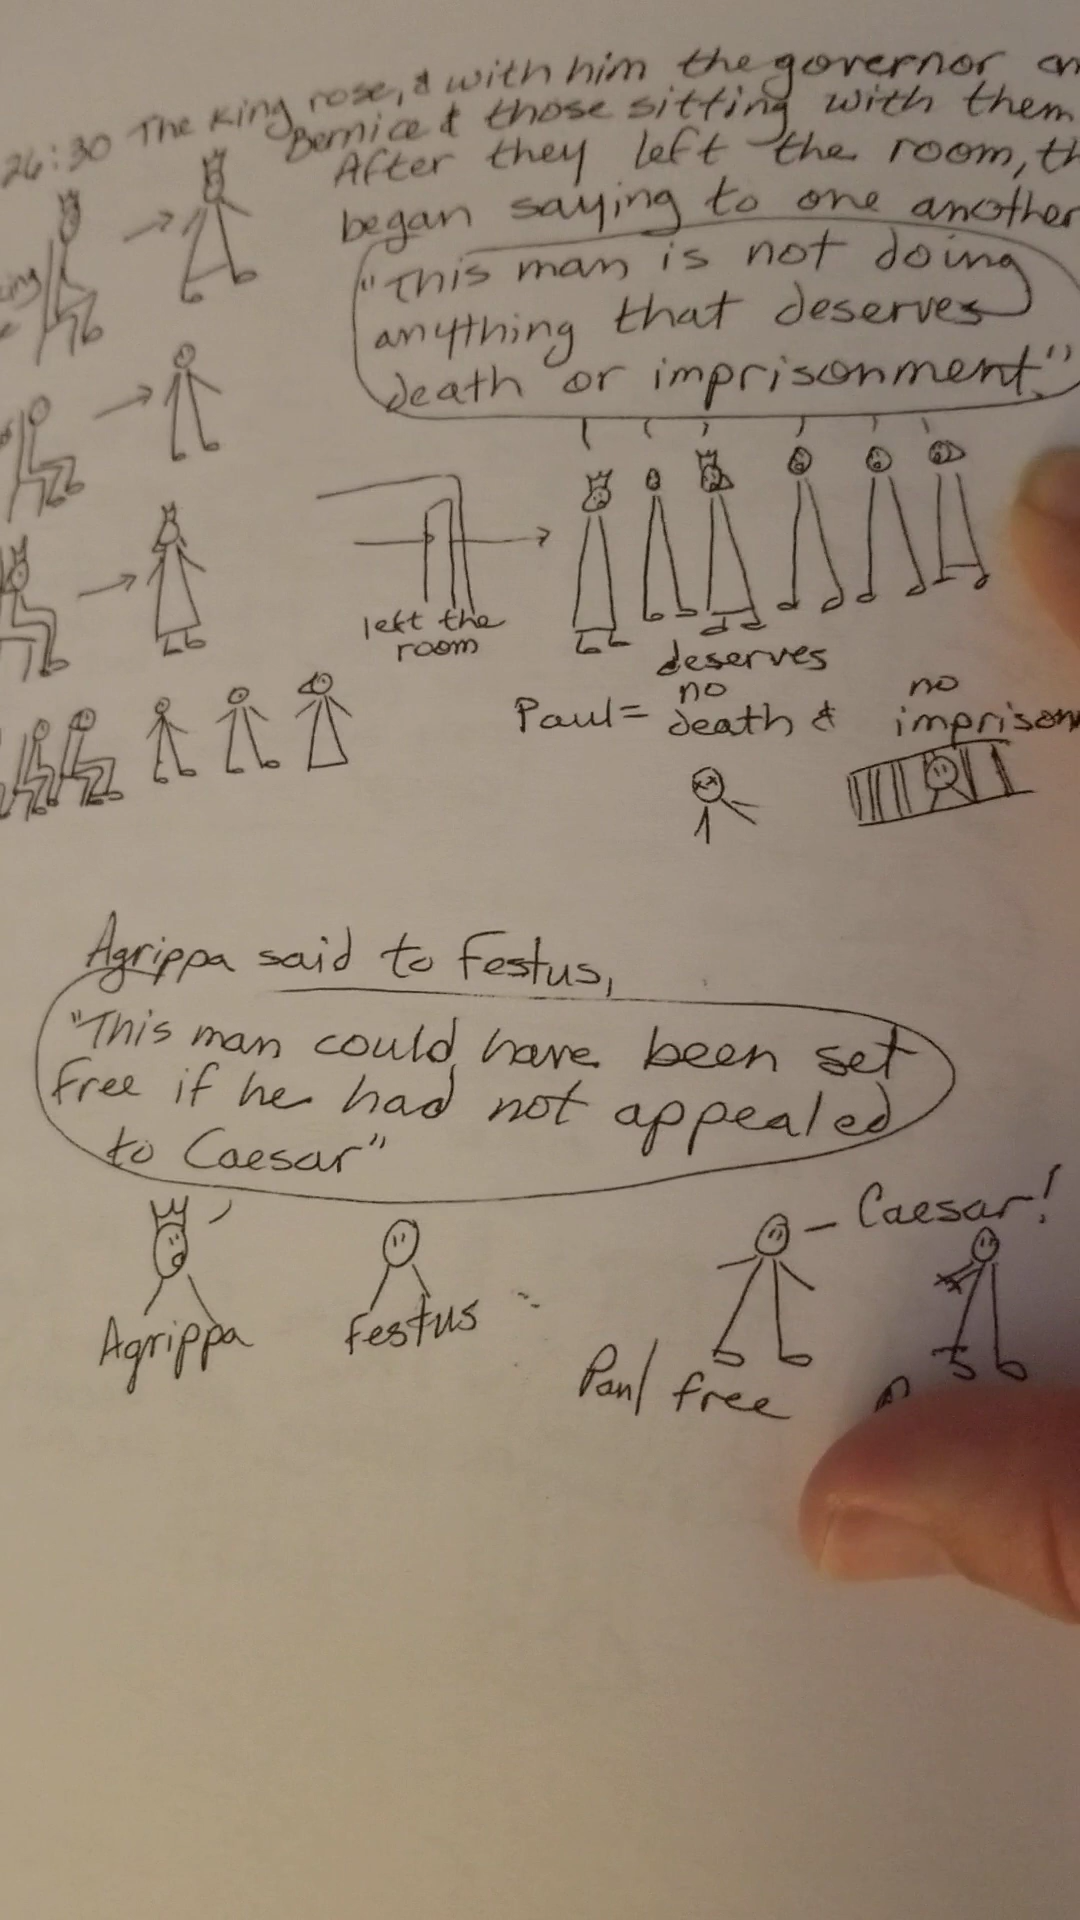 26:30 The king rose, & with him the governor
Bernice & those sitting with them
After they left the room,
began saying to one another
"This man is not doing
anything that deserves
death or imprisonment"
left the
room
deserves
Paul = no death & no
Agrippa said to Festus,
"This man could have been set
free if he had not appealed
to Caesar"
Caesar!
Agrippa
Festus
Paul free